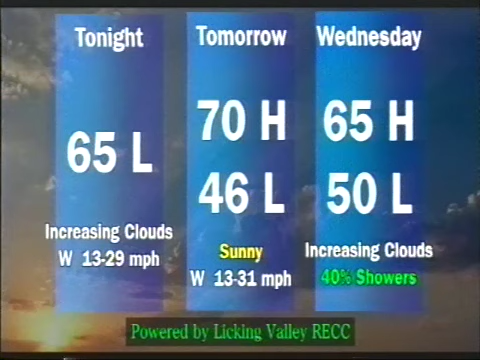 Tonight
65 L
Increasing Clouds
W 13-29 mph
Tomorrow
70 H
46 L
Sunny
W 13-31 mph
Wednesday
65 H
50 L
Increasing Clouds
40% Showers
Powered by Licking Valley RECC